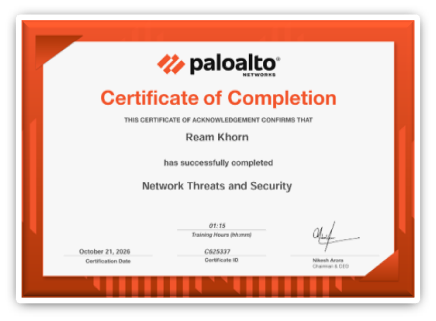 paloalto®
NETWORKS
Certificate of Completion
THIS CERTIFICATE OF ACKNOWLEDGEMENT CONFIRMS THAT
Ream Khorn
has successfully completed
Network Threats and Security
01:15
Training Hours (hh:mm)
October 21, 2026
Certification Date
C625337
Certificate ID
Nikesh Arora
Chairman & CEO